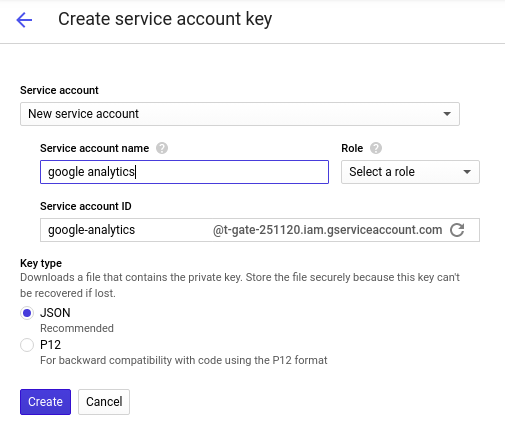 Create service account key
Service account
New service account
Service account name
Role
google analytics
Select a role
Service account ID
google-analytics @t-gate-251120.iam.gserviceaccount.com
Key type
Downloads a file that contains the private key. Store the file securely because this key can't
be recovered if lost.
JSON
Recommended
P12
For backward compatibility with code using the P12 format
Create Cancel